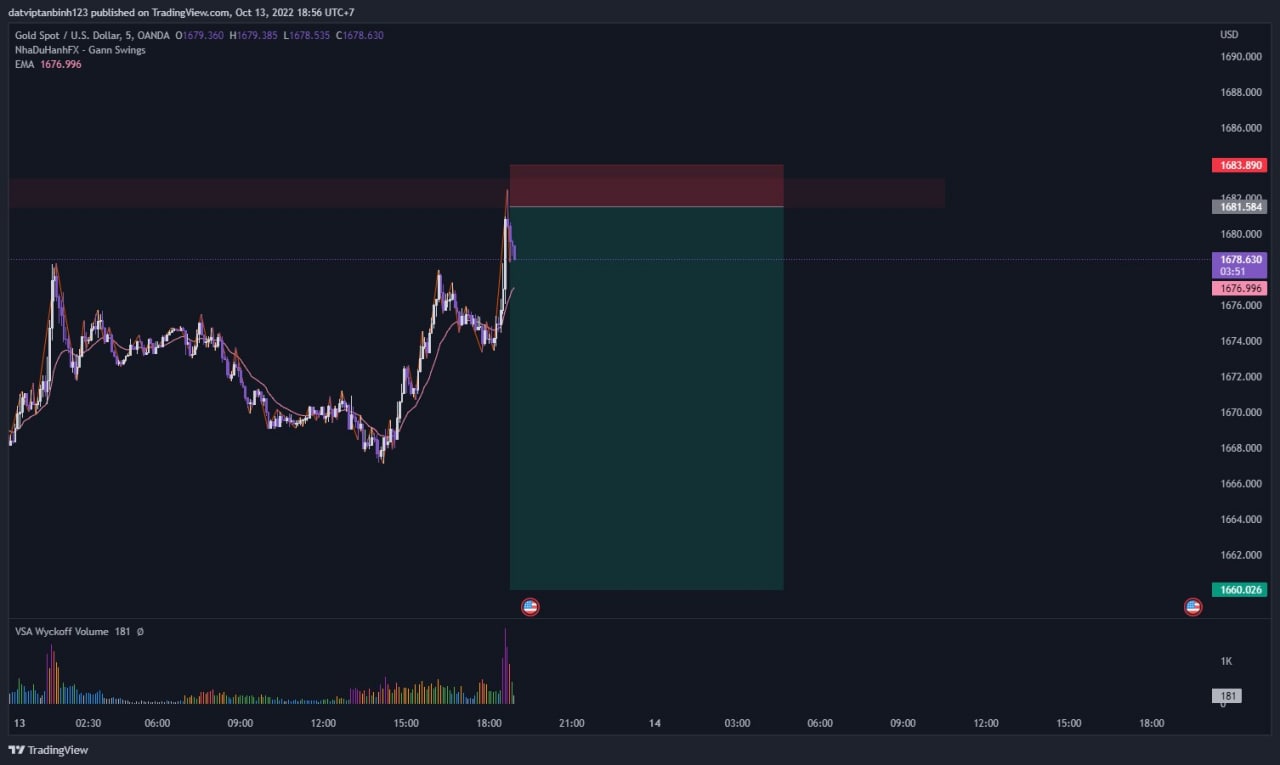 datviptanbinh123 published on TradingView.com, Oct 13, 2022 18:56 UTC+7
Gold Spot / U.S. Dollar, 5, OANDA O1679.360 H1679.385 L1678.535 C1678.630
NhaDuHanhFX - Gann Swings
EMA 1676.996
USD
1690.000
1688.000
1686.000
1683.890
1682.000
1681.584
1680.000
1678.630
03:51
1676.996
1676.000
1674.000
1672.000
1670.000
1668.000
1666.000
1664.000
1662.000
1660.026
VSA Wyckoff Volume 181 Ø
1K
181
0
13 02:30 06:00 09:00 12:00 15:00 18:00 21:00 14 03:00 06:00 09:00 12:00 15:00 18:00
TradingView